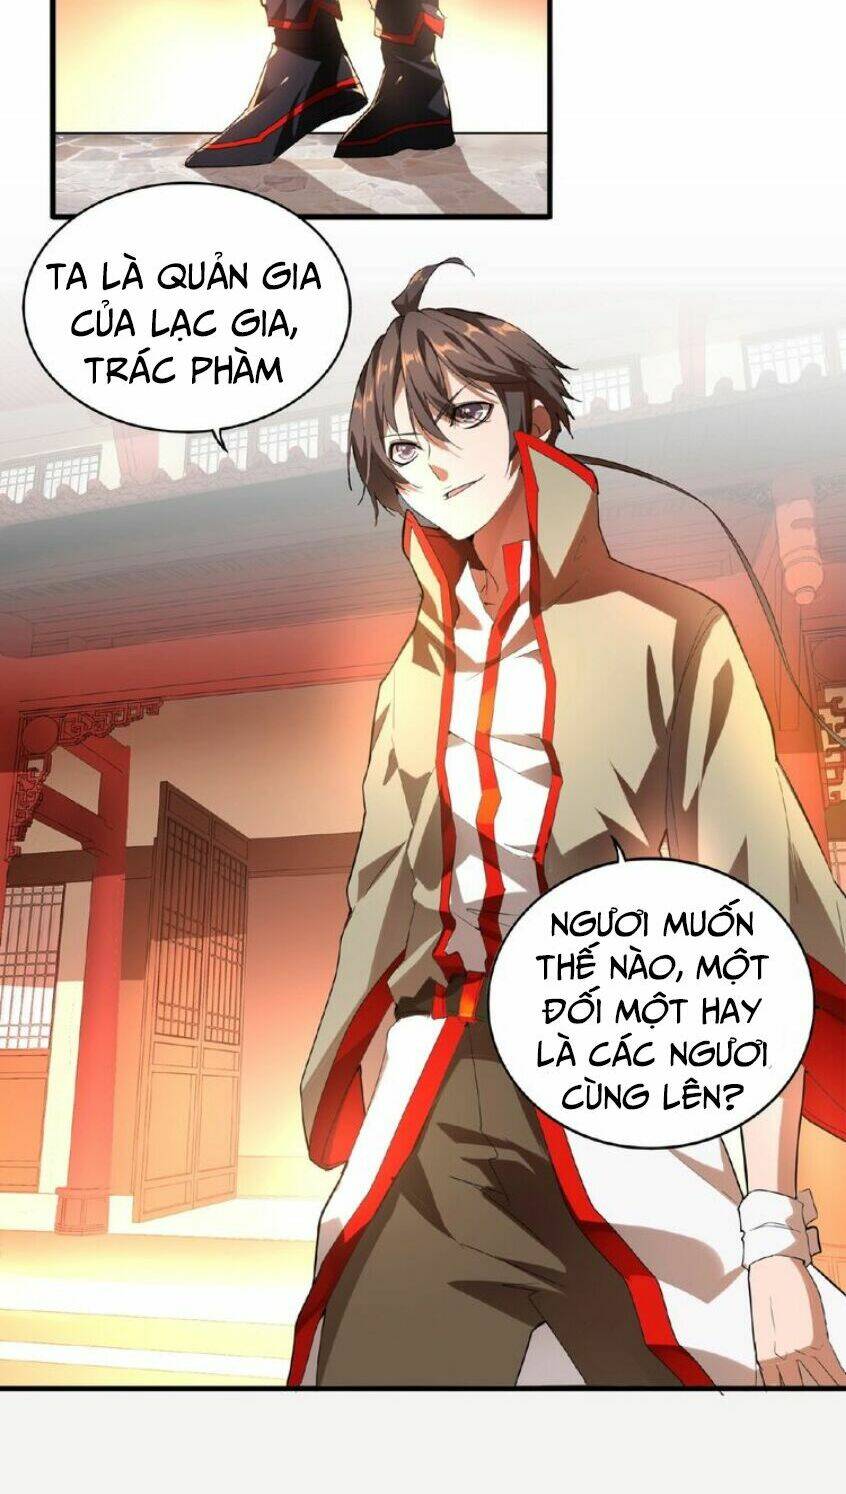 TA LÀ QUẢN GIA
CỦA LẠC GIA,
TRÁC PHÀM
NGƯƠI MUỐN
THẾ NÀO, MỘT
ĐỐI MỘT HAY
LÀ CÁC NGƯƠI
CÙNG LÊN?